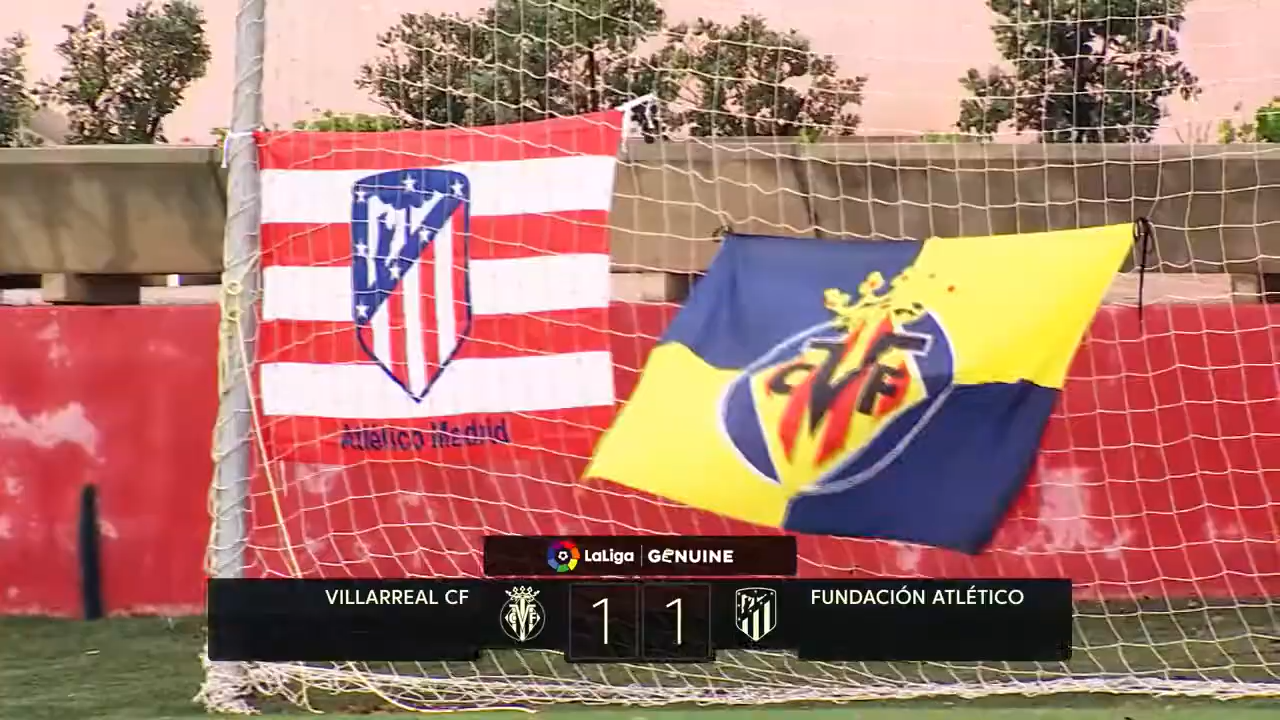 Atlético Madrid
CVF
LaLiga | GENUINE
VILLARREAL CF 1 1 FUNDACIÓN ATLÉTICO